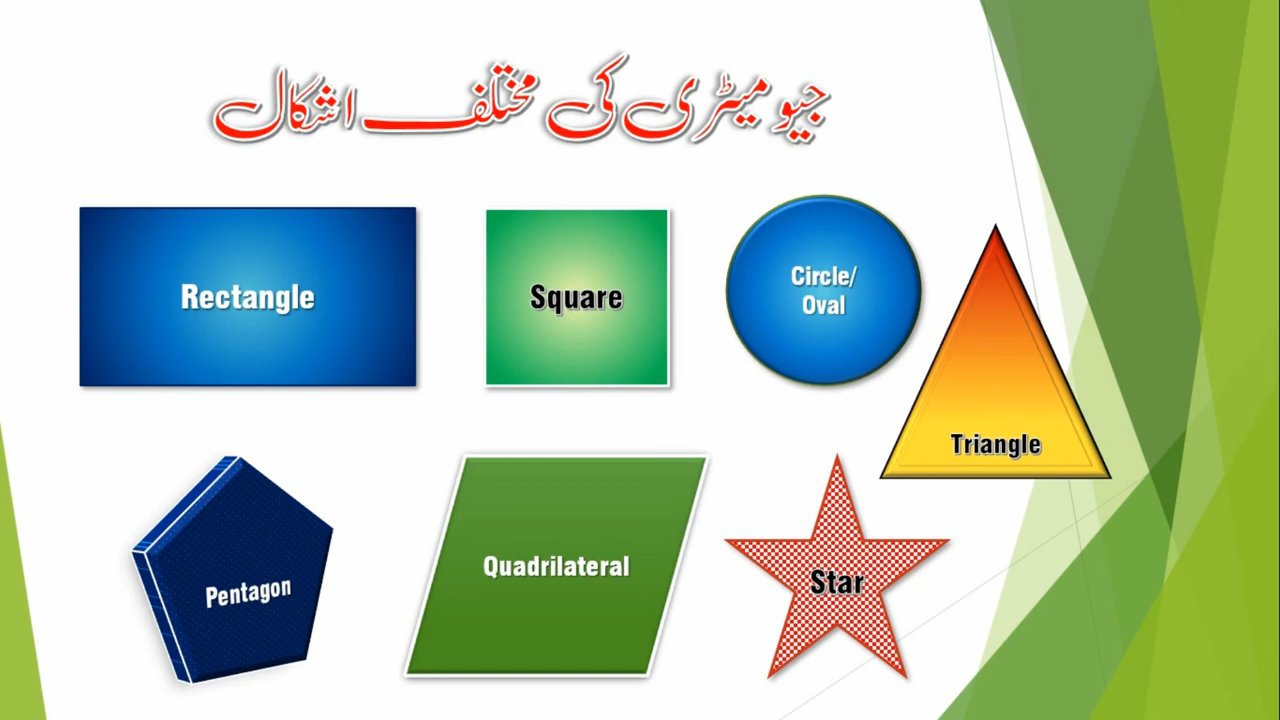 جیومیٹری کی مختلف اشکال
Rectangle
Square
Circle/
Oval
Triangle
Pentagon
Quadrilateral
Star